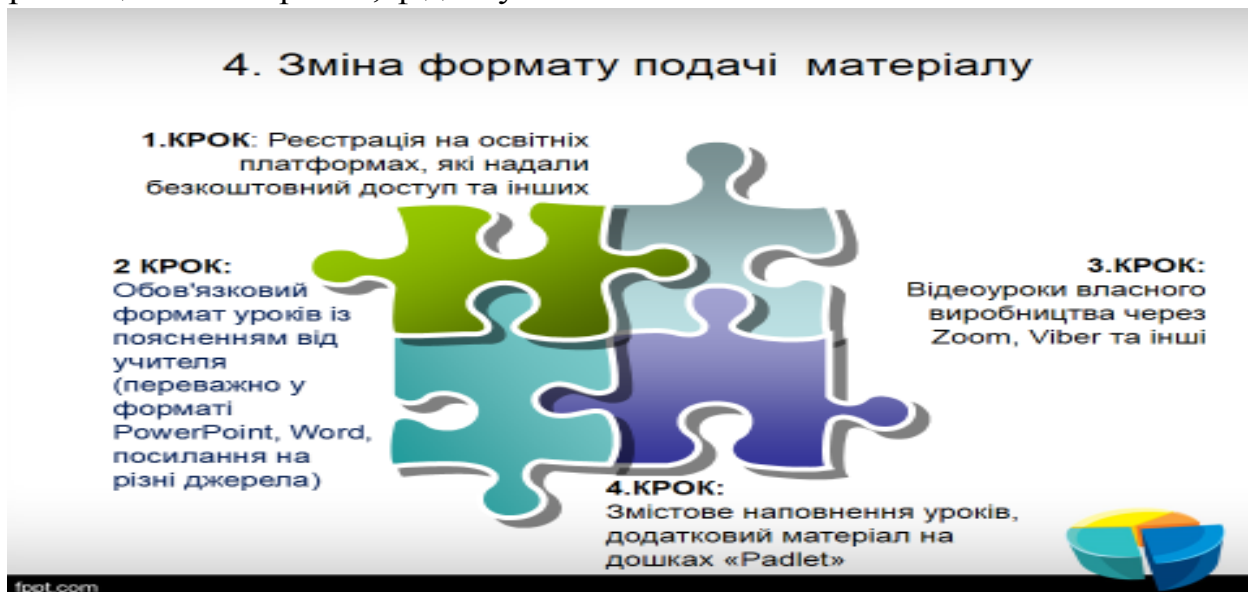 4. Зміна формату подачі матеріалу
1.КРОК: Реєстрація на освітніх
платформах, які надали
безкоштовний доступ та інших
2 КРОК:
Обов'язковий
формат уроків із
поясненням від
учителя
(переважно у
форматі
PowerPoint, Word,
посилання на
різні джерела)
3.КРОК:
Відеоуроки власного
виробництва через
Zoom, Viber та інші
4.КРОК:
Змістове наповнення уроків,
додатковий матеріал на
дошках «Padlet»
fppt.com